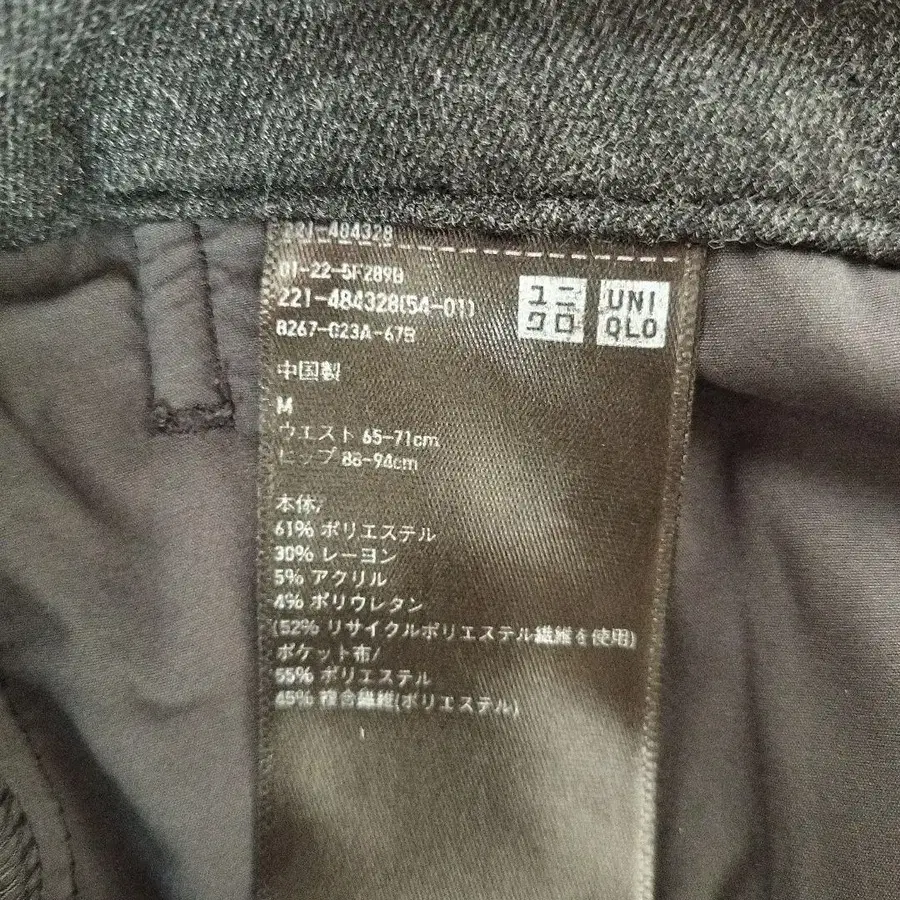 221-484328
01-22-5F289B
221-484328(54-01)
8267-023A-67B
ユニ
クロ
UNI
QLO
中国製
M
ウエスト 65-71cm
ヒップ 88-94cm
本体/
61% ポリエステル
30% レーヨン
5% アクリル
4% ポリウレタン
(52% リサイクルポリエステル繊維を使用)
ポケット布/
55% ポリエステル
45% 複合繊維(ポリエステル)